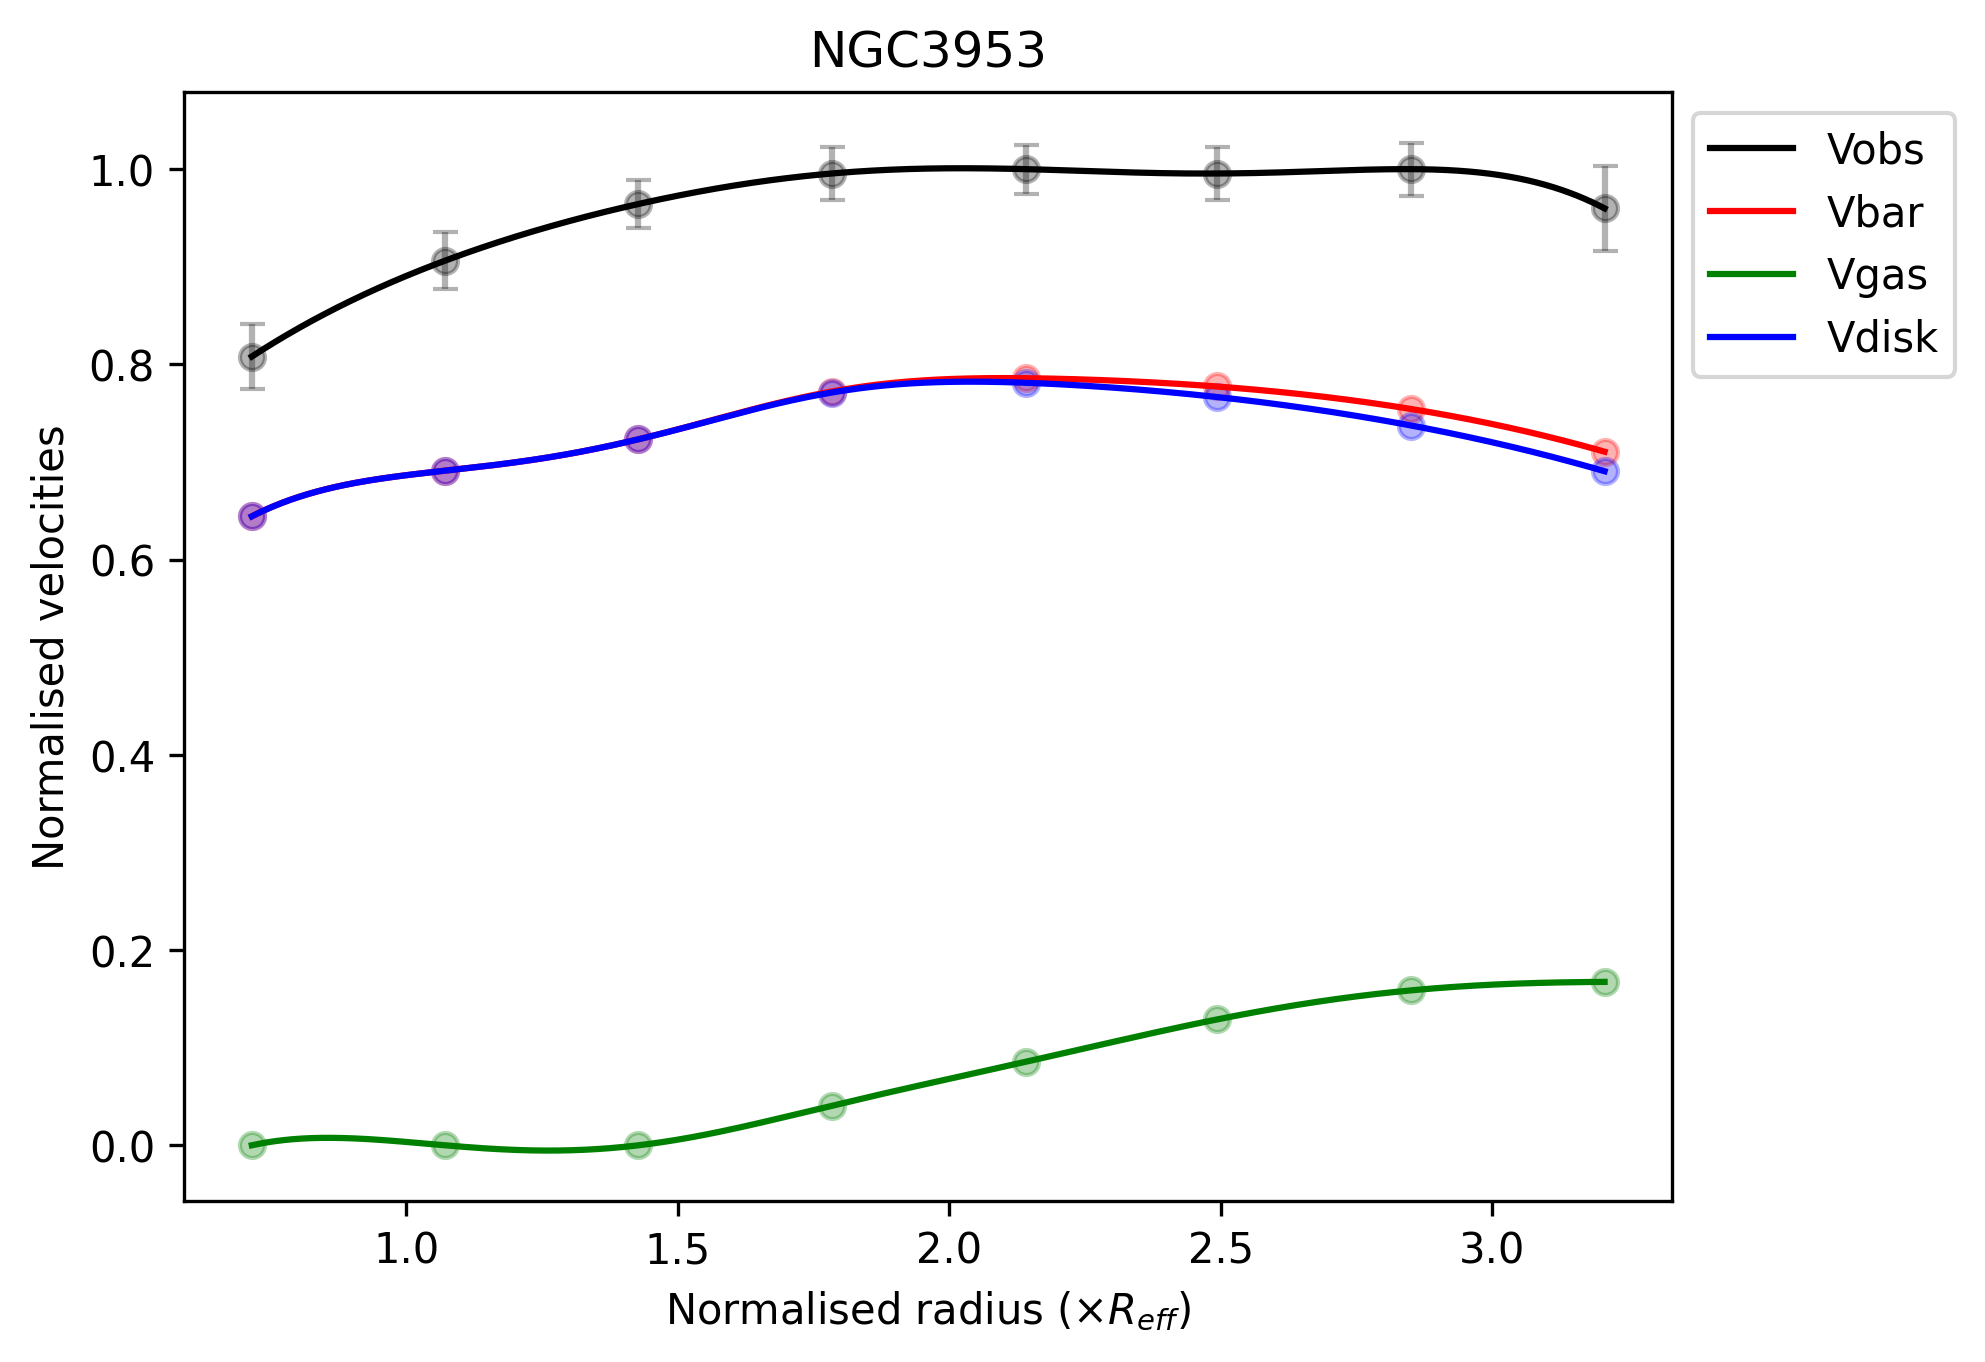 NGC3953
Vobs
Vbar
Vgas
Vdisk
Normalised velocities
1.0
0.8
0.6
0.4
0.2
0.0
1.0 1.5 2.0 2.5 3.0
Normalised radius (×R_eff)